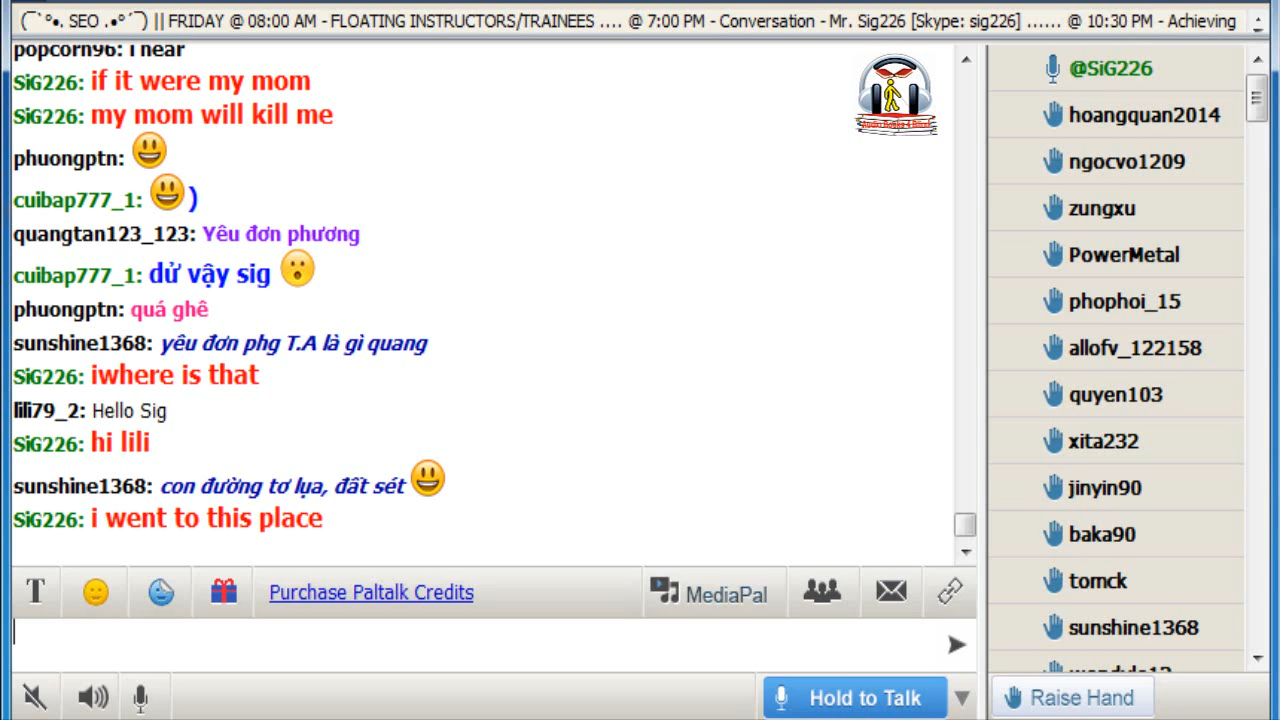 (¯`°•. SEO .•°´¯) || FRIDAY @ 08:00 AM - FLOATING INSTRUCTORS/TRAINEES .... @ 7:00 PM - Conversation - Mr. Sig226 [Skype: sig226] ...... @ 10:30 PM - Achieving
popcorn96: i hear
SiG226: if it were my mom
SiG226: my mom will kill me
phuongptn:
cuibap777_1: )
quangtan123_123: Yêu đơn phương
cuibap777_1: dử vậy sig
phuongptn: quá ghê
sunshine1368: yêu đơn phg T.A là gì quang
SiG226: iwhere is that
lili79_2: Hello Sig
SiG226: hi lili
sunshine1368: con đường tơ lụa, đất sét
SiG226: i went to this place
T
Purchase Paltalk Credits
MediaPal
Hold to Talk
@SiG226
hoangquan2014
ngocvo1209
zungxu
PowerMetal
phophoi_15
allofv_122158
quyen103
xita232
jinyin90
baka90
tomck
sunshine1368
Raise Hand